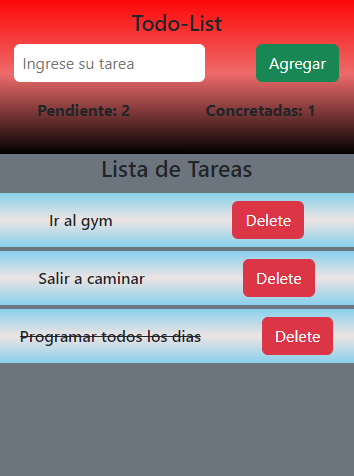 Todo-List
Ingrese su tarea Agregar
Pendiente: 2 Concretadas: 1
Lista de Tareas
Ir al gym Delete
Salir a caminar Delete
Programar todos los dias Delete